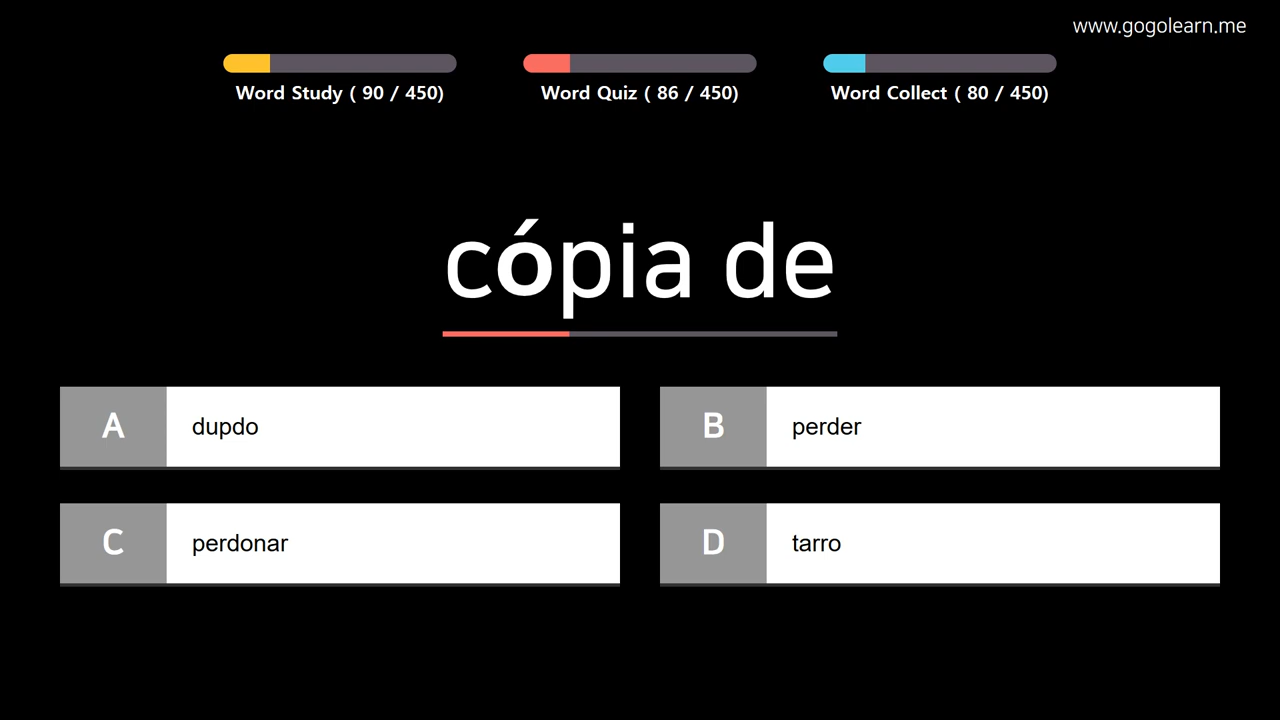 www.gogolearn.me
Word Study ( 90 / 450)
Word Quiz ( 86 / 450)
Word Collect ( 80 / 450)
cópia de
A dupdo
B perder
C perdonar
D tarro